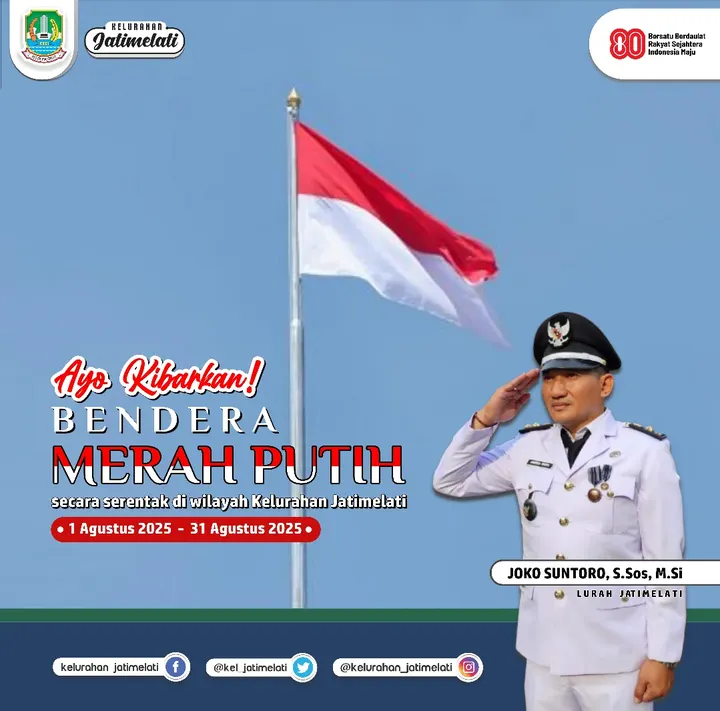 KELURAHAN
Jatimelati
80
Bersatu Berdaulat
Rakyat Sejahtera
Indonesia Maju
Ayo Kibarkan!
BENDERA
MERAH PUTIH
secara serentak di wilayah Kelurahan Jatimelati
• 1 Agustus 2025 - 31 Agustus 2025 •
JOKO SUNTORO, S.Sos, M.Si
LURAH JATIMELATI
kelurahan jatimelati
@kel_jatimelati
@kelurahan_jatimelati